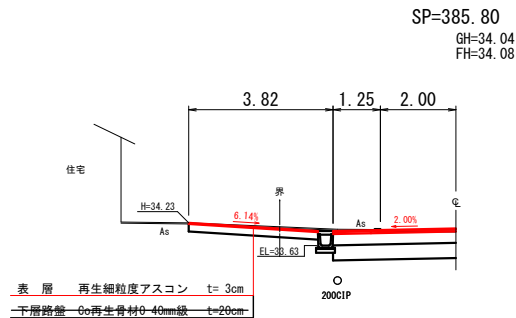 SP=385.80
GH=34.04
FH=34.08
3.82
1.25
2.00
住宅
界
H=34.23
6.14%
As
As
2.00%
℄
EL=33.63
表 層 再生細粒度アスコン t= 3cm
下層路盤 Co再生骨材0-40mm級 t=20cm
200CIP